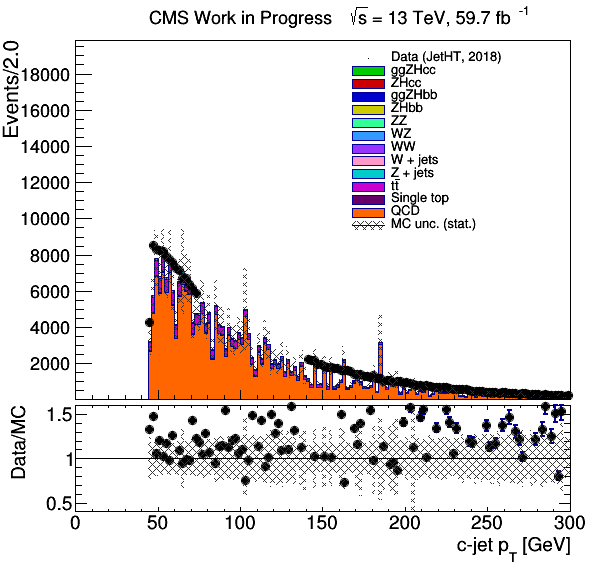 CMS Work in Progress √s = 13 TeV, 59.7 fb⁻¹
Events/2.0
18000
16000
14000
12000
10000
8000
6000
4000
2000
Data (JetHT, 2018)
ggZHcc
ZHcc
ggZHbb
ZHbb
ZZ
WZ
WW
W + jets
Z + jets
tt̄
Single top
QCD
MC unc. (stat.)
Data/MC
1.5
1
0.5
0 50 100 150 200 250 300
c-jet p_T [GeV]